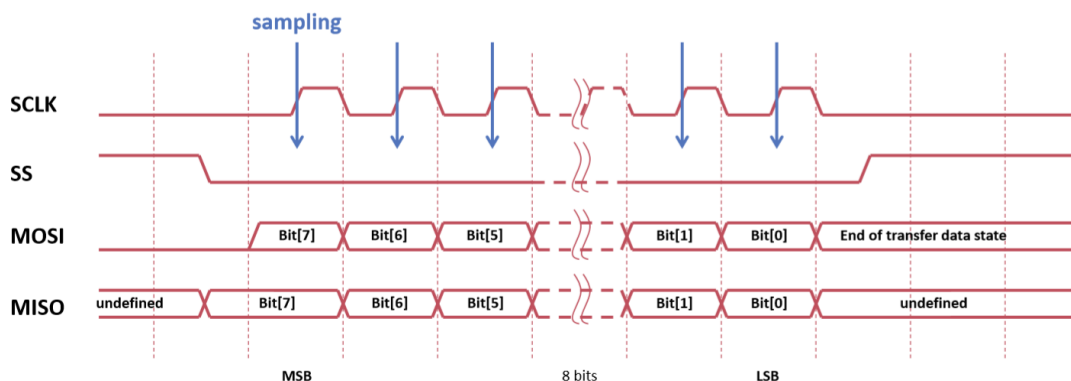 sampling
SCLK
SS
MOSI
Bit[7] Bit[6] Bit[5] Bit[1] Bit[0] End of transfer data state
MISO
undefined Bit[7] Bit[6] Bit[5] Bit[1] Bit[0] undefined
MSB 8 bits LSB